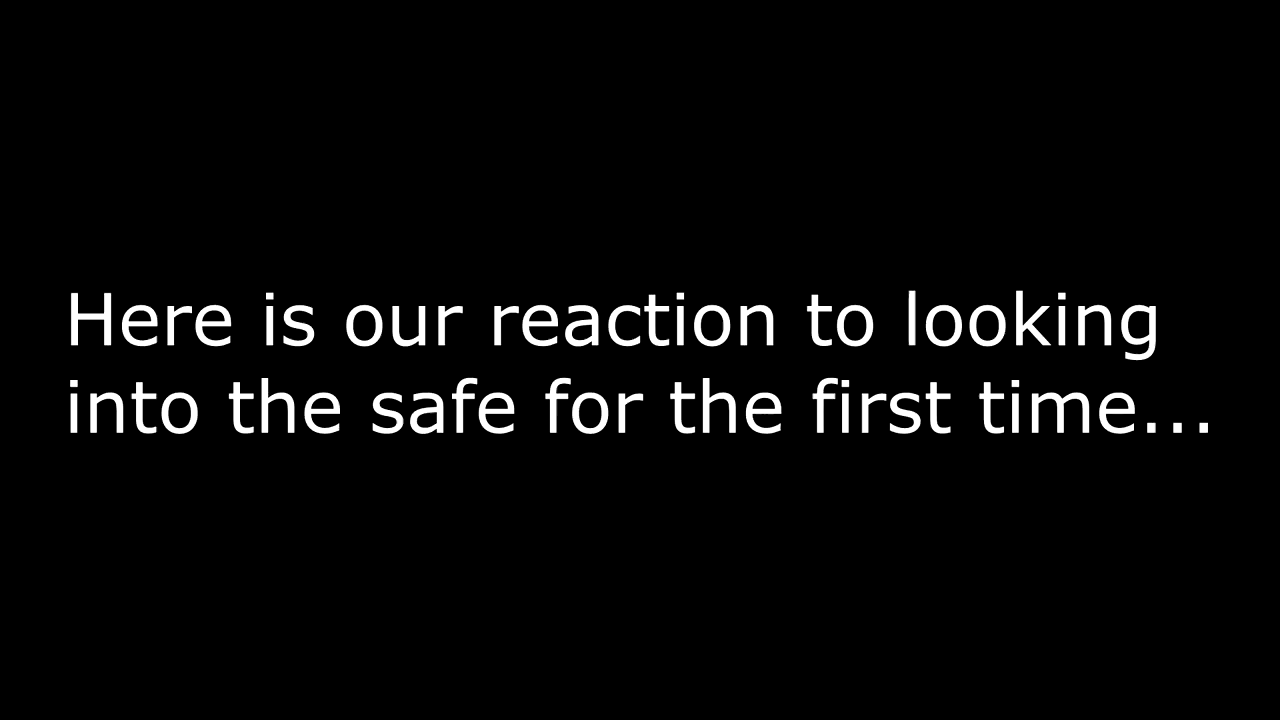 Here is our reaction to looking
into the safe for the first time...